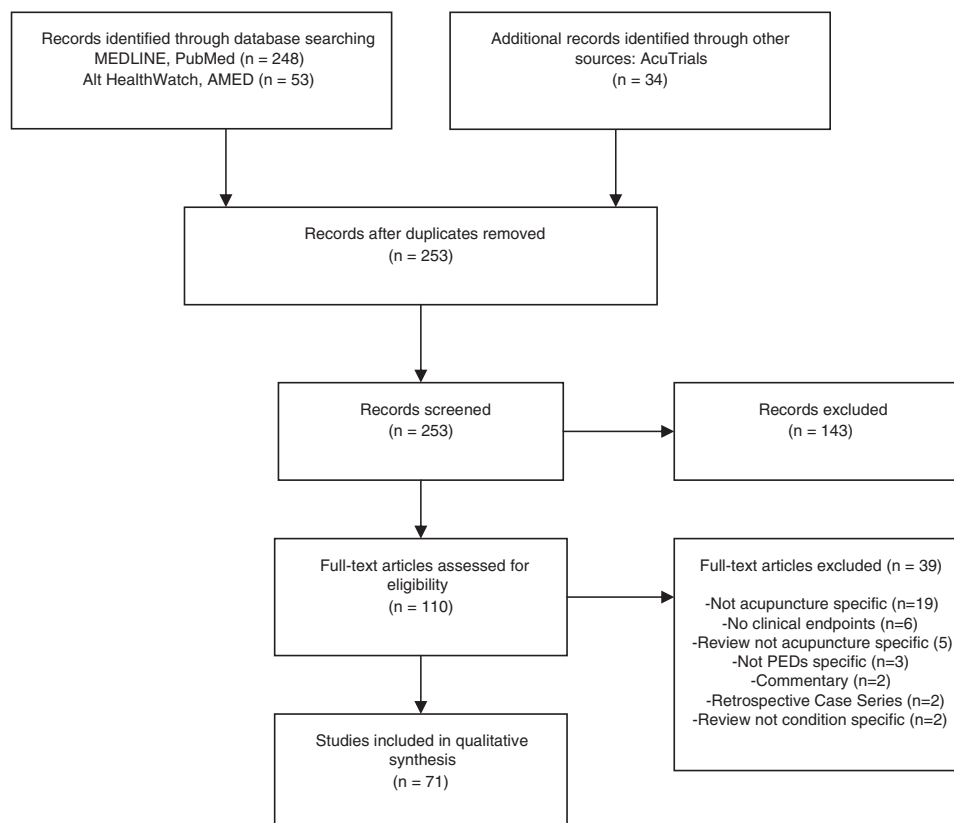 Records identified through database searching
MEDLINE, PubMed (n = 248)
Alt HealthWatch, AMED (n = 53)
Additional records identified through other
sources: AcuTrials
(n = 34)
Records after duplicates removed
(n = 253)
Records screened
(n = 253)
Records excluded
(n = 143)
Full-text articles assessed for
eligibility
(n = 110)
Full-text articles excluded (n = 39)
-Not acupuncture specific (n=19)
-No clinical endpoints (n=6)
-Review not acupuncture specific (5)
-Not PEDs specific (n=3)
-Commentary (n=2)
-Retrospective Case Series (n=2)
-Review not condition specific (n=2)
Studies included in qualitative
synthesis
(n = 71)